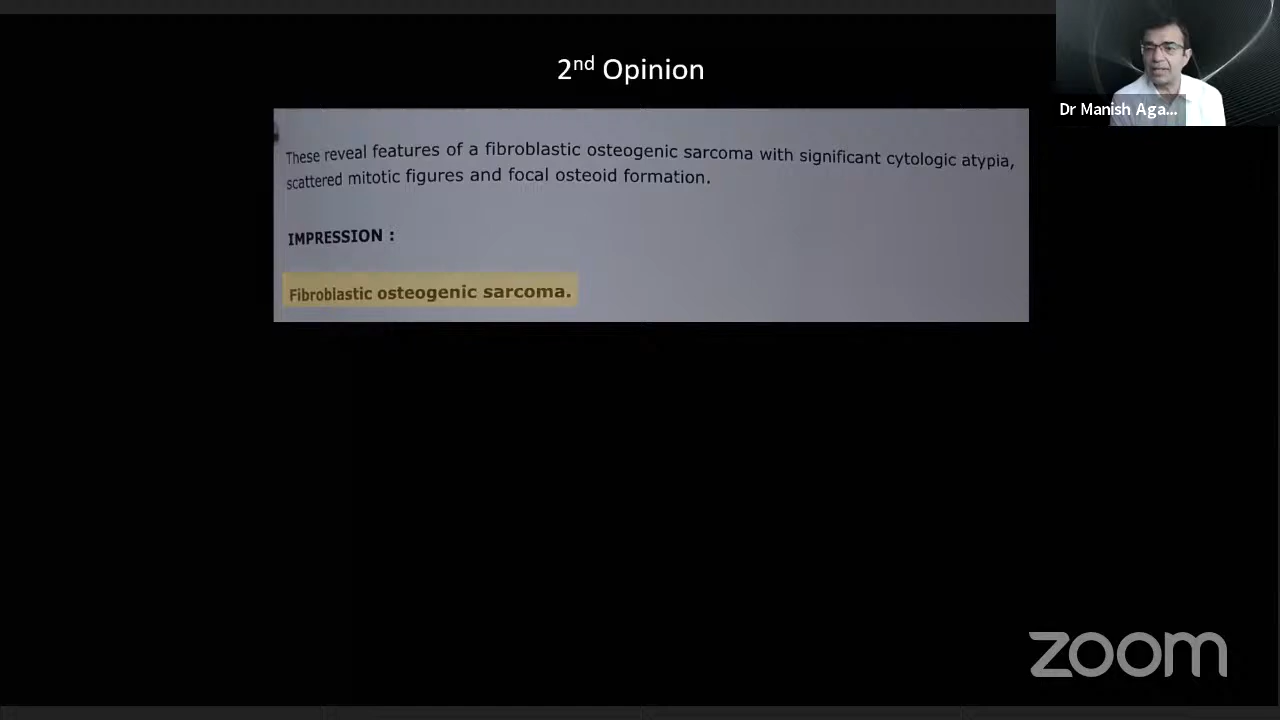 2nd Opinion
Dr Manish Aga...
These reveal features of a fibroblastic osteogenic sarcoma with significant cytologic atypia,
scattered mitotic figures and focal osteoid formation.
IMPRESSION :
Fibroblastic osteogenic sarcoma.
zoom